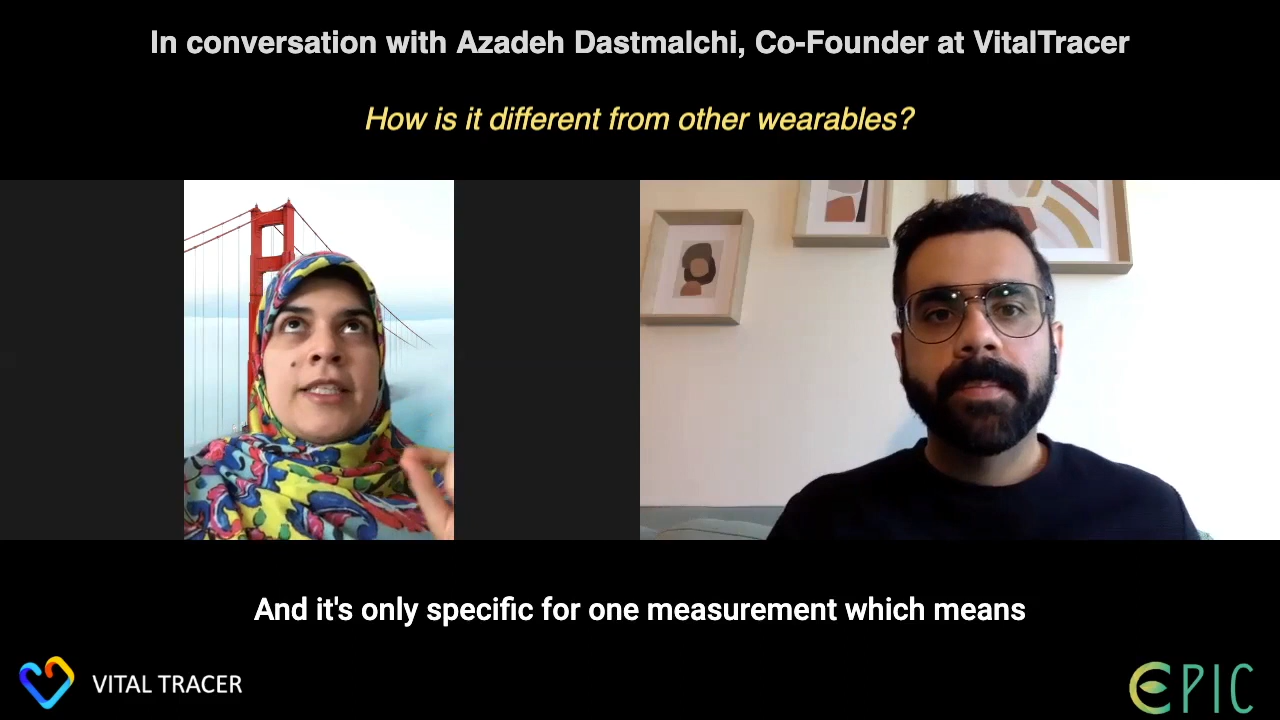 In conversation with Azadeh Dastmalchi, Co-Founder at VitalTracer
How is it different from other wearables?
And it's only specific for one measurement which means
VITAL TRACER
EPIC